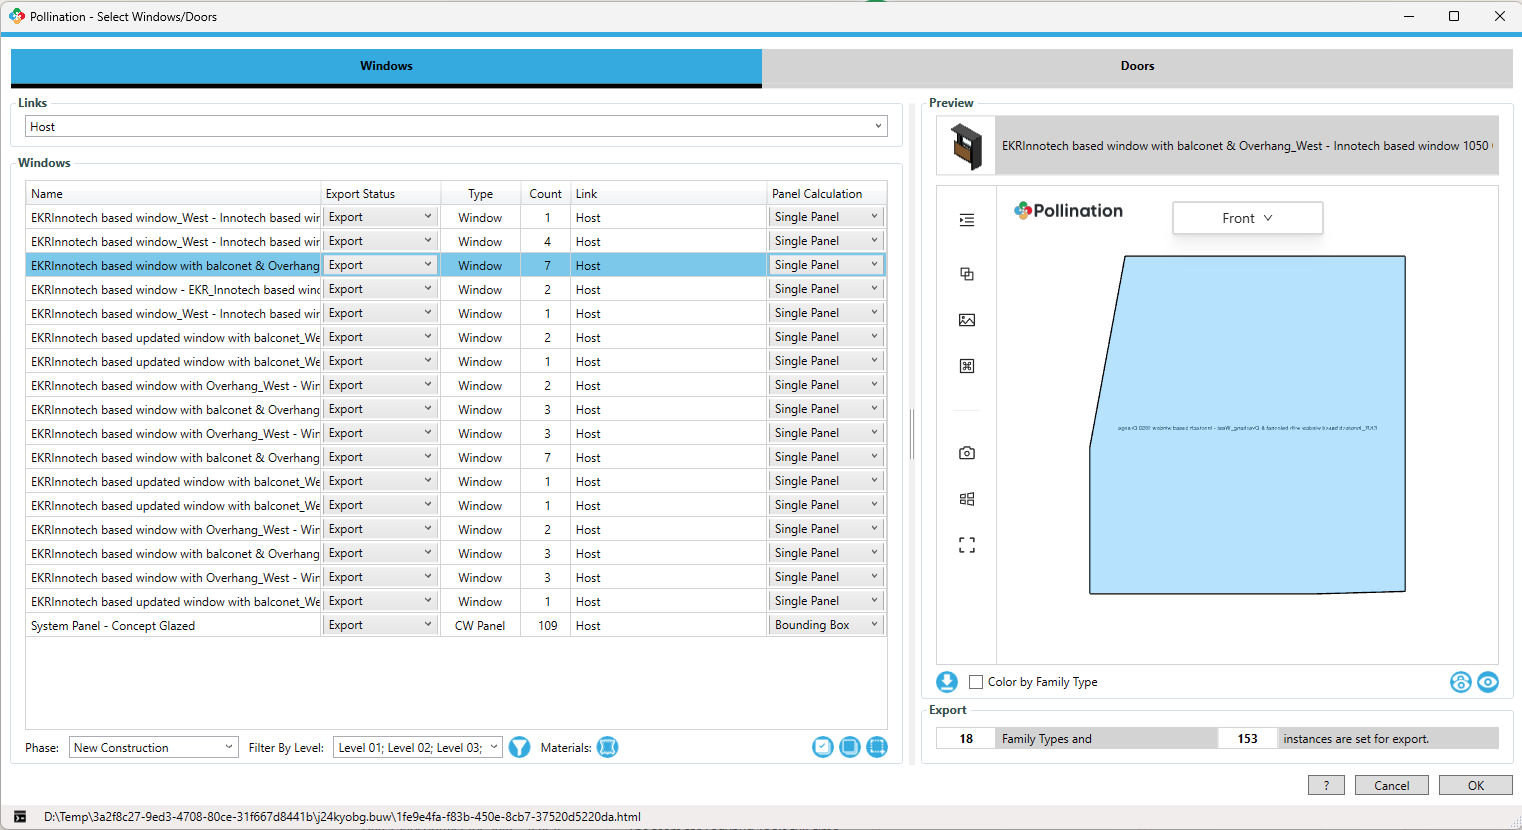 Pollination - Select Windows/Doors
Windows
Doors
Links
Host
Windows
Name Export Status Type Count Link Panel Calculation
EKRInnotech based window_West - Innotech based wir Export Window 1 Host Single Panel
EKRInnotech based window_West - Innotech based wir Export Window 4 Host Single Panel
EKRInnotech based window with balconet & Overhang Export Window 7 Host Single Panel
EKRInnotech based window - EKR_Innotech based wind Export Window 2 Host Single Panel
EKRInnotech based window_West - Innotech based wir Export Window 1 Host Single Panel
EKRInnotech based updated window with balconet_We Export Window 2 Host Single Panel
EKRInnotech based updated window with balconet_We Export Window 1 Host Single Panel
EKRInnotech based window with Overhang_West - Win Export Window 2 Host Single Panel
EKRInnotech based window with balconet & Overhang Export Window 3 Host Single Panel
EKRInnotech based window with Overhang_West - Win Export Window 3 Host Single Panel
EKRInnotech based window with balconet & Overhang Export Window 7 Host Single Panel
EKRInnotech based updated window with balconet_We Export Window 1 Host Single Panel
EKRInnotech based updated window with balconet_We Export Window 1 Host Single Panel
EKRInnotech based window with Overhang_West - Win Export Window 2 Host Single Panel
EKRInnotech based window with balconet & Overhang Export Window 3 Host Single Panel
EKRInnotech based window with Overhang_West - Win Export Window 3 Host Single Panel
EKRInnotech based updated window with balconet_We Export Window 1 Host Single Panel
System Panel - Concept Glazed Export CW Panel 109 Host Bounding Box
Phase: New Construction Filter By Level: Level 01; Level 02; Level 03; Materials:
Preview
EKRInnotech based window with balconet & Overhang_West - Innotech based window 1050
Pollination
Front
Color by Family Type
Export
18 Family Types and 153 instances are set for export.
? Cancel OK
D:\Temp\3a2f8c27-9ed3-4708-80ce-31f667d8441b\j24kyobg.buw\1fe9e4fa-f83b-450e-8cb7-37520d5220da.html